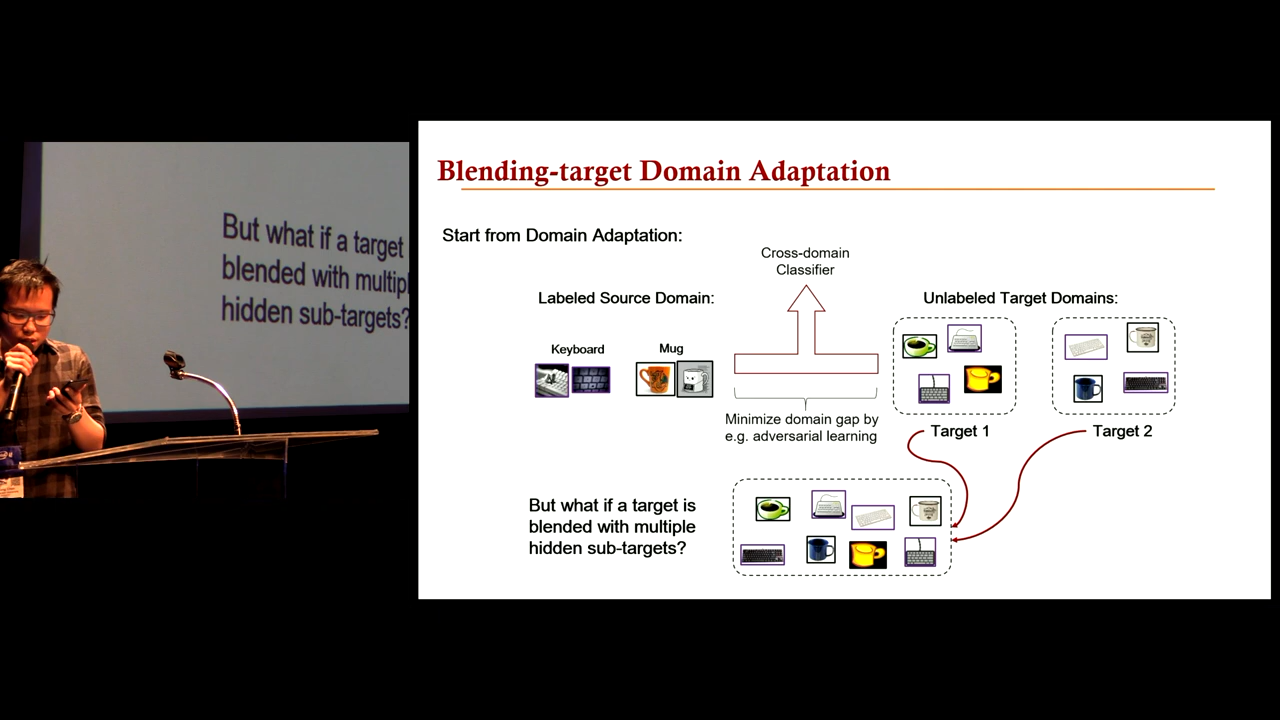 But what if a target
blended with multipl
hidden sub-targets?
Blending-target Domain Adaptation
Start from Domain Adaptation:
Cross-domain
Classifier
Labeled Source Domain:
Unlabeled Target Domains:
Keyboard
Mug
Minimize domain gap by
e.g. adversarial learning
Target 1
Target 2
But what if a target is
blended with multiple
hidden sub-targets?